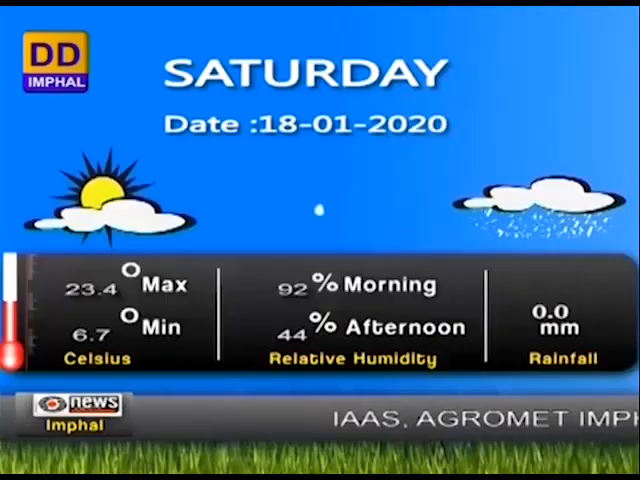 DD
IMPHAL
SATURDAY
Date :18-01-2020
23.4 °Max
6.7 °Min
Celsius
92 % Morning
44 % Afternoon
Relative Humidity
0.0
mm
Rainfall
news
Imphal
IAAS, AGROMET IMPH